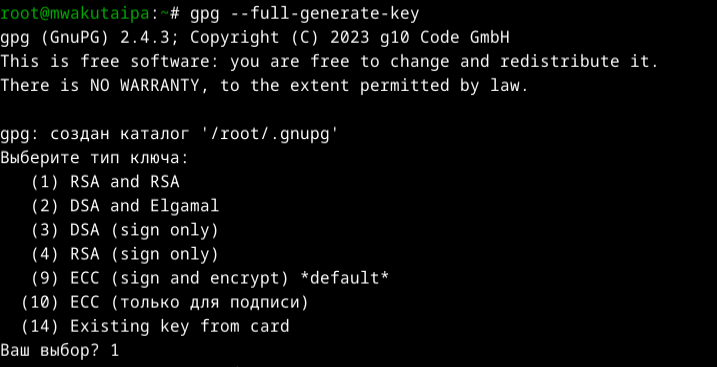 root@mwakutaipa:~# gpg --full-generate-key
gpg (GnuPG) 2.4.3; Copyright (C) 2023 g10 Code GmbH
This is free software: you are free to change and redistribute it.
There is NO WARRANTY, to the extent permitted by law.

gpg: создан каталог '/root/.gnupg'
Выберите тип ключа:
   (1) RSA and RSA
   (2) DSA and Elgamal
   (3) DSA (sign only)
   (4) RSA (sign only)
   (9) ECC (sign and encrypt) *default*
  (10) ECC (только для подписи)
  (14) Existing key from card
Ваш выбор? 1